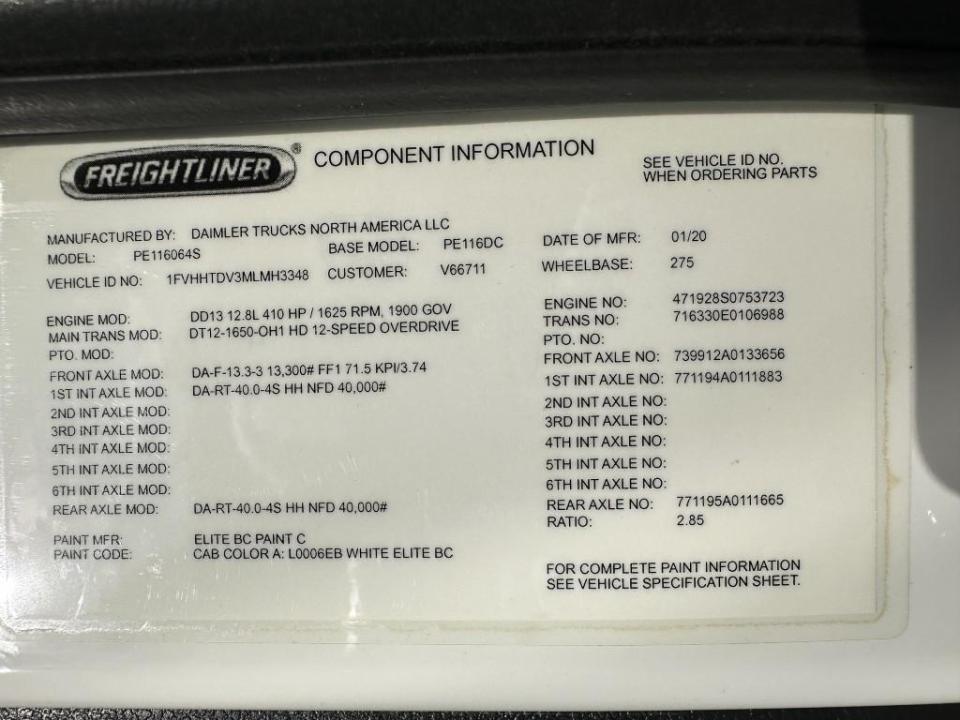 FREIGHTLINER ® COMPONENT INFORMATION
SEE VEHICLE ID NO.
WHEN ORDERING PARTS
MANUFACTURED BY: DAIMLER TRUCKS NORTH AMERICA LLC
MODEL: PE116064S BASE MODEL: PE116DC DATE OF MFR: 01/20
VEHICLE ID NO: 1FVHHTDV3MLMH3348 CUSTOMER: V66711 WHEELBASE: 275
ENGINE MOD: DD13 12.8L 410 HP / 1625 RPM, 1900 GOV ENGINE NO: 471928S0753723
MAIN TRANS MOD: DT12-1650-OH1 HD 12-SPEED OVERDRIVE TRANS NO: 716330E0106988
PTO. MOD: PTO. NO:
FRONT AXLE MOD: DA-F-13.3-3 13,300# FF1 71.5 KPI/3.74 FRONT AXLE NO: 739912A0133656
1ST INT AXLE MOD: DA-RT-40.0-4S HH NFD 40,000# 1ST INT AXLE NO: 771194A0111883
2ND INT AXLE MOD: 2ND INT AXLE NO:
3RD INT AXLE MOD: 3RD INT AXLE NO:
4TH INT AXLE MOD: 4TH INT AXLE NO:
5TH INT AXLE MOD: 5TH INT AXLE NO:
6TH INT AXLE MOD: 6TH INT AXLE NO:
REAR AXLE MOD: DA-RT-40.0-4S HH NFD 40,000# REAR AXLE NO: 771195A0111665
RATIO: 2.85
PAINT MFR: ELITE BC PAINT C
PAINT CODE: CAB COLOR A: L0006EB WHITE ELITE BC
FOR COMPLETE PAINT INFORMATION
SEE VEHICLE SPECIFICATION SHEET.